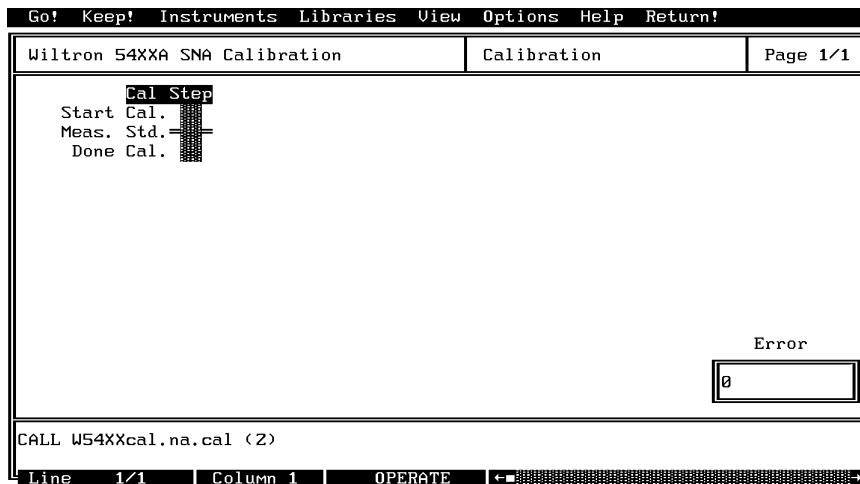 Go! Keep! Instruments Libraries View Options Help Return!
Wiltron 54XXA SNA Calibration Calibration Page 1/1
Cal Step
Start Cal.
Meas. Std.
Done Cal.
Error
0
CALL W54XXcal.na.cal (2)
Line 1/1 Column 1 OPERATE